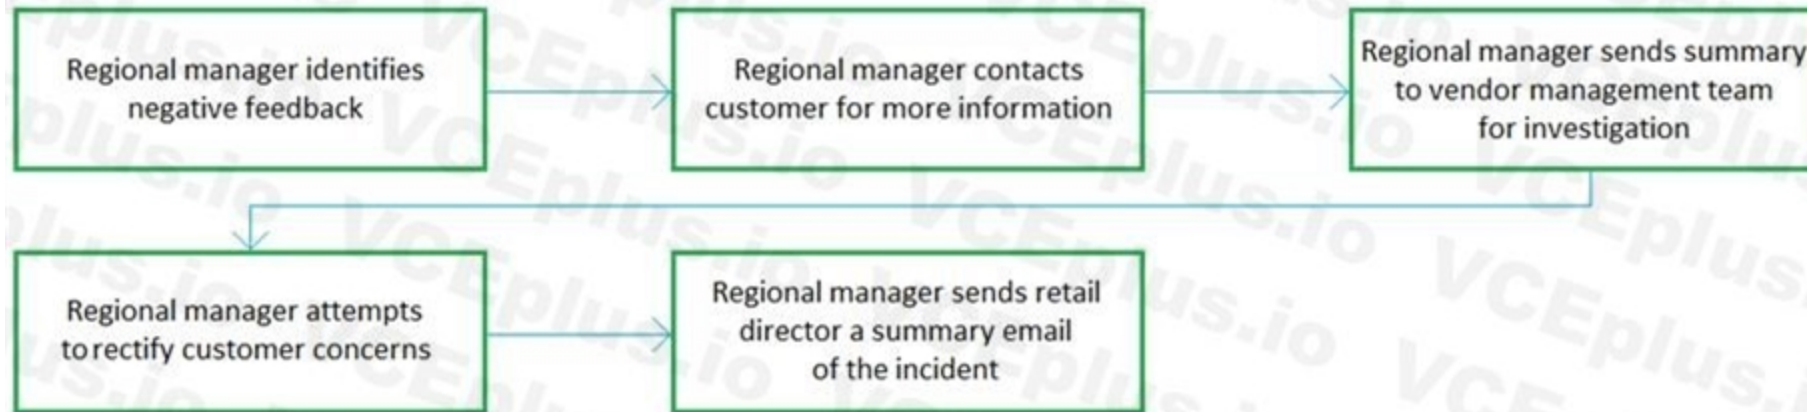 Regional manager identifies
negative feedback
Regional manager contacts
customer for more information
Regional manager sends summary
to vendor management team
for investigation
Regional manager attempts
to rectify customer concerns
Regional manager sends retail
director a summary email
of the incident
VCEplus.io